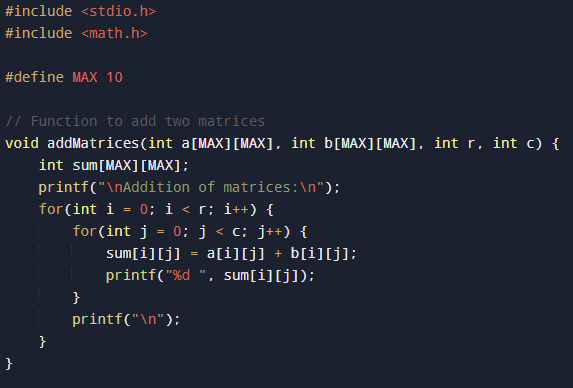 #include <stdio.h>
#include <math.h>

#define MAX 10

// Function to add two matrices
void addMatrices(int a[MAX][MAX], int b[MAX][MAX], int r, int c) {
    int sum[MAX][MAX];
    printf("\nAddition of matrices:\n");
    for(int i = 0; i < r; i++) {
        for(int j = 0; j < c; j++) {
            sum[i][j] = a[i][j] + b[i][j];
            printf("%d ", sum[i][j]);
        }
        printf("\n");
    }
}